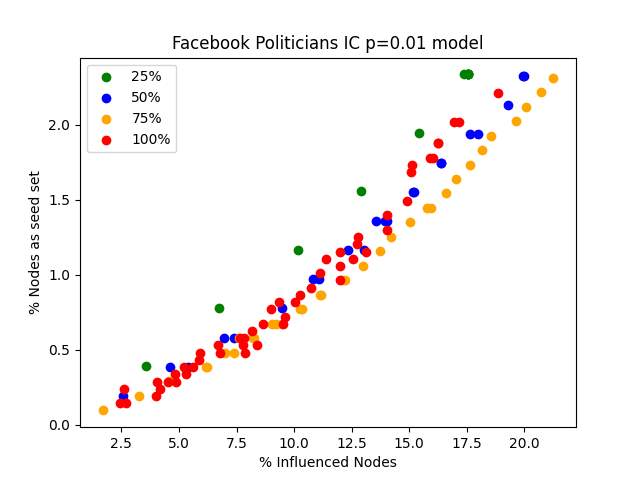 Facebook Politicians IC p=0.01 model
25%
50%
75%
100%
% Nodes as seed set
2.0
1.5
1.0
0.5
0.0
2.5 5.0 7.5 10.0 12.5 15.0 17.5 20.0
% Influenced Nodes